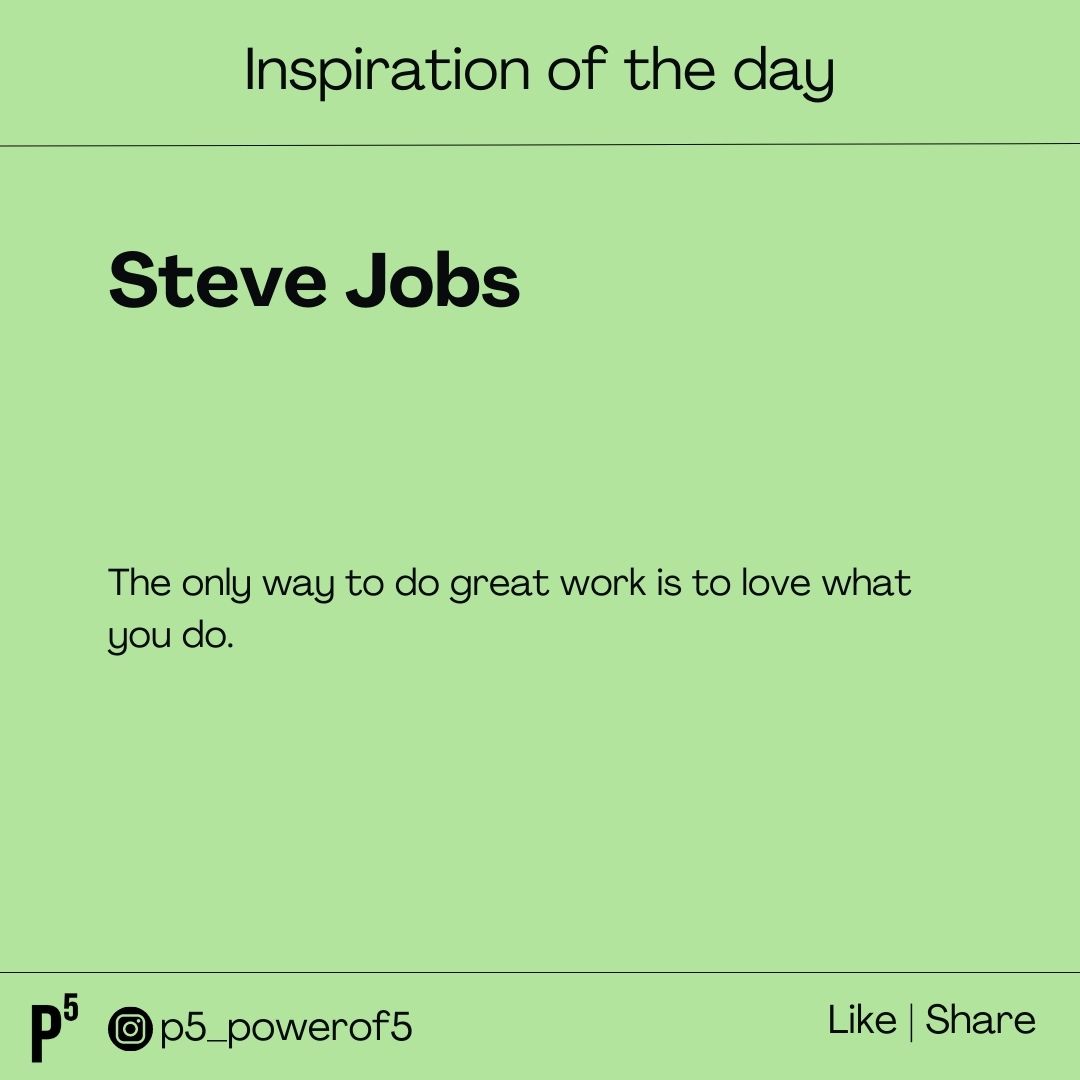 Inspiration of the day
Steve Jobs
The only way to do great work is to love what
you do.
P5 p5_powerof5
Like | Share